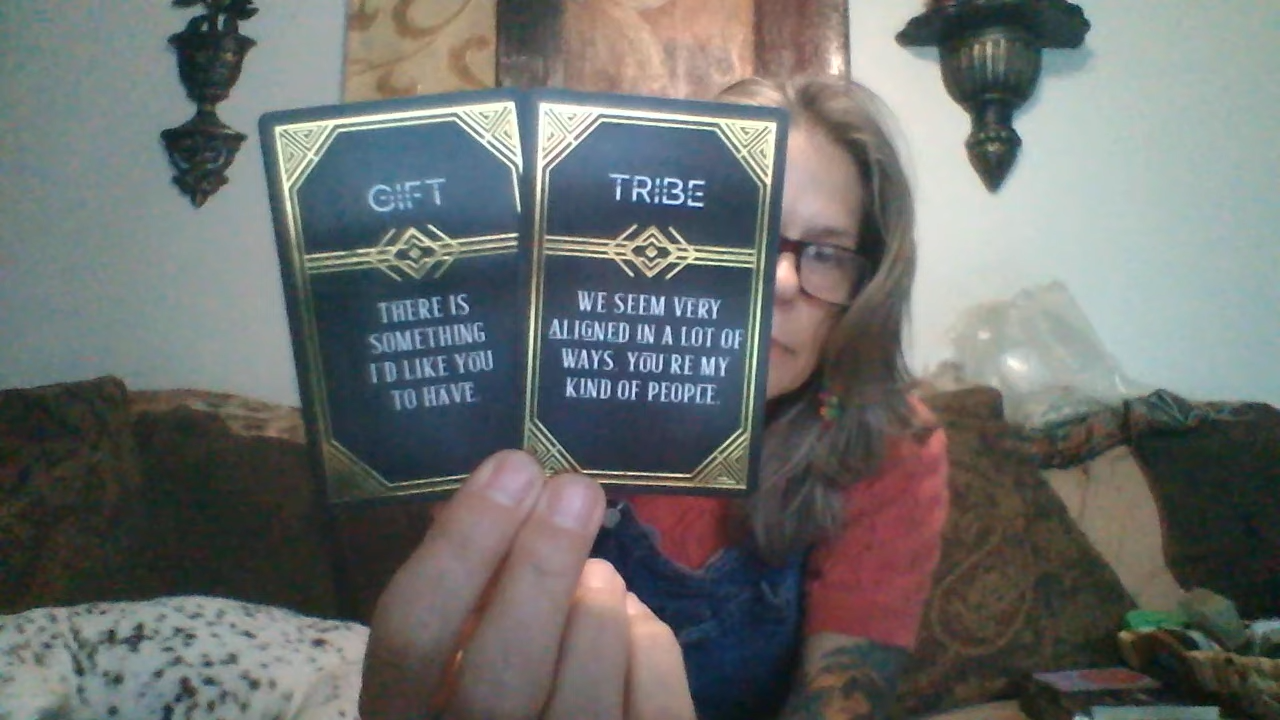 GIFT
THERE IS
SOMETHING
I'D LIKE YOU
TO HAVE.
TRIBE
WE SEEM VERY
ALIGNED IN A LOT OF
WAYS. YOU'RE MY
KIND OF PEOPLE.